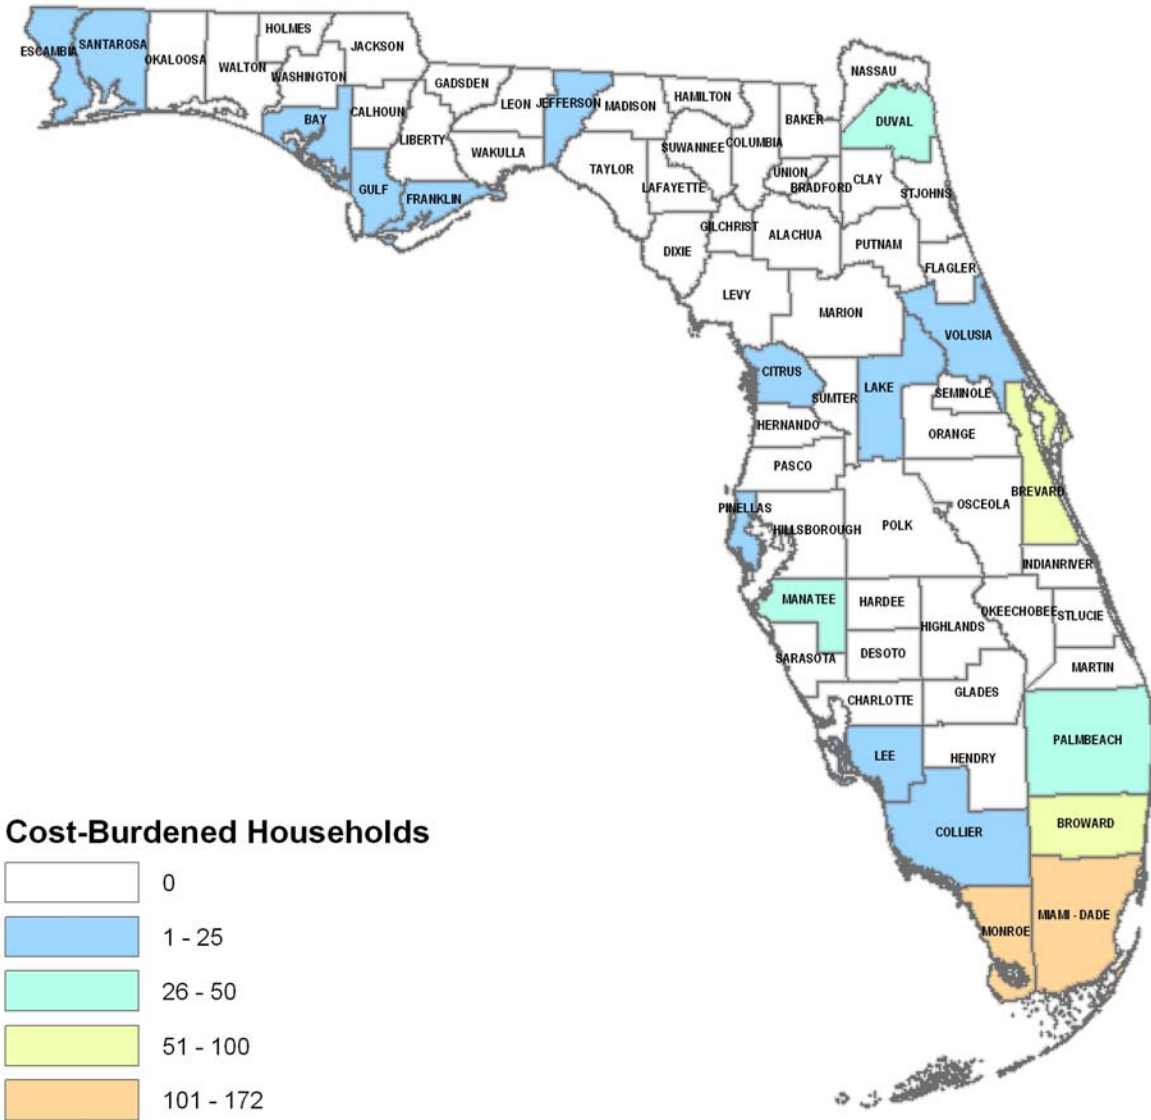 HOLMES
SANTAROSA
ESCAMBIA
JACKSON
OKALOOSA
WALTON
WASHINGTON
NASSAU
GADSDEN
HAMILTON
LEON
JEFFERSON
MADISON
CALHOUN
BAY
BAKER
DUVAL
LIBERTY
COLUMBIA
SUWANNEE
WAKULLA
TAYLOR
UNION
CLAY
GULF
LAFAYETTE
BRADFORD
STJOHNS
FRANKLIN
GILCHRIST
ALACHUA
PUTNAM
DIXIE
FLAGLER
LEVY
MARION
VOLUSIA
CITRUS
LAKE
SEMINOLE
SUMTER
HERNANDO
ORANGE
PASCO
BREVARD
OSCEOLA
PINELLAS
HILLSBOROUGH
POLK
INDIANRIVER
MANATEE
HARDEE
OKEECHOBEE
STLUCIE
HIGHLANDS
SARASOTA
DESOTO
MARTIN
GLADES
CHARLOTTE
PALMBEACH
LEE
HENDRY
BROWARD
COLLIER
MIAMI - DADE
MONROE
Cost-Burdened Households
0
1 - 25
26 - 50
51 - 100
101 - 172